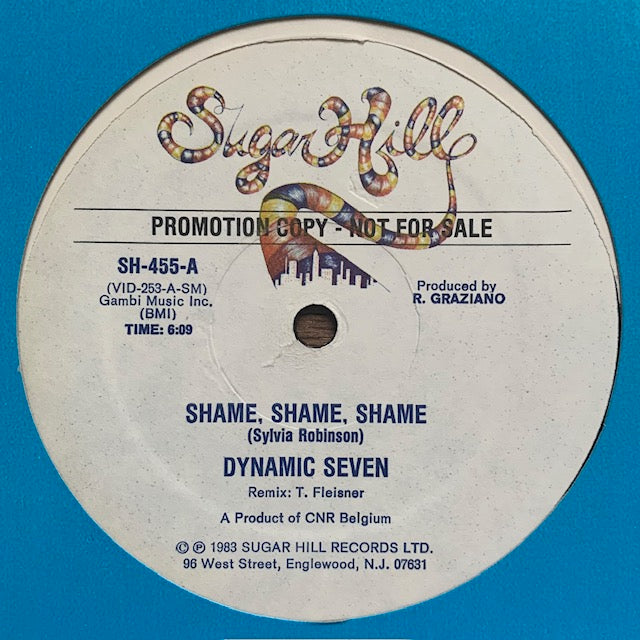 Sugar Hill
PROMOTION COPY - NOT FOR SALE
SH-455-A
(VID-253-A-SM)
Gambi Music Inc.
(BMI)
TIME: 6:09
Produced by
R. GRAZIANO
SHAME, SHAME, SHAME
(Sylvia Robinson)
DYNAMIC SEVEN
Remix: T. Fleisner
A Product of CNR Belgium
© ℗ 1983 SUGAR HILL RECORDS LTD.
96 West Street, Englewood, N.J. 07631